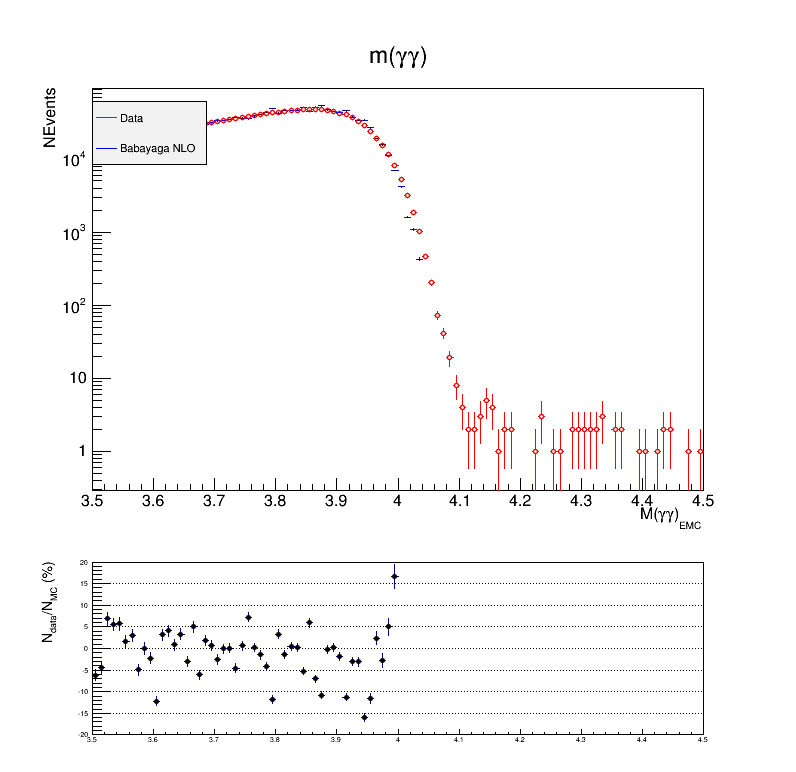 m(γγ)
NEvents
Data
Babayaga NLO
10⁴
10³
10²
10
1
3.5 3.6 3.7 3.8 3.9 4 4.1 4.2 4.3 4.4 4.5
M(γγ)EMC
Ndata/NMC (%)
20
15
10
5
0
-5
-10
-15
-20
3.5 3.6 3.7 3.8 3.9 4 4.1 4.2 4.3 4.4 4.5